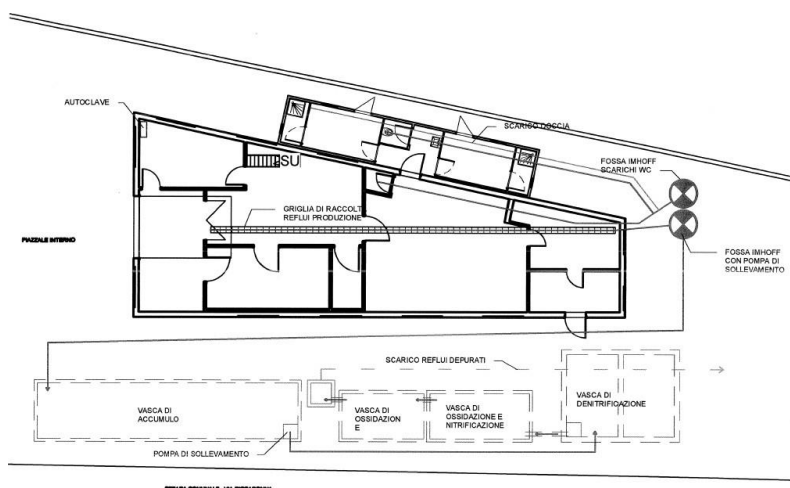 AUTOCLAVE
SCARICO DOCCIA
FOSSA IMHOFF
SCARICHI WC
SU
GRIGLIA DI RACCOLT
REFLUI PRODUZIONE
PIAZZALE INTERNO
FOSSA IMHOFF
CON POMPA DI
SOLLEVAMENTO
SCARICO REFLUI DEPURATI
VASCA DI
ACCUMULO
VASCA DI
OSSIDAZION
E
VASCA DI
OSSIDAZIONE E
NITRIFICAZIONE
VASCA DI
DENITRIFICAZIONE
POMPA DI SOLLEVAMENTO